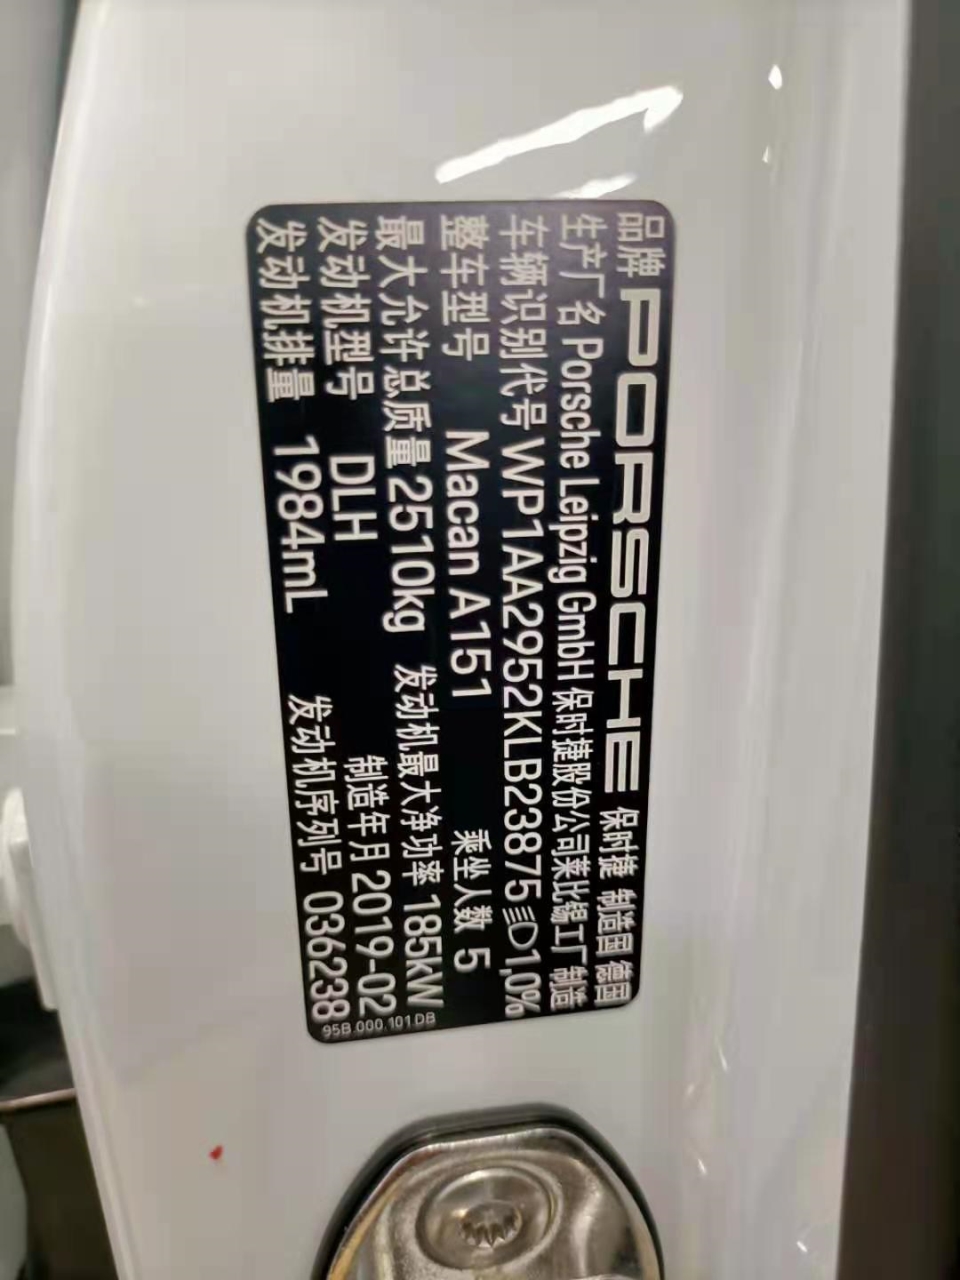 品牌 PORSCHE 保时捷 制造国 德国
生产厂名 Porsche Leipzig GmbH 保时捷股份公司莱比锡工厂 制造
车辆识别代号 WP1AA2952KLB23875 1,0%
整车型号 Macan A151 乘坐人数 5
最大允许总质量 2510kg 发动机最大净功率 185kW
发动机型号 DLH 制造年月 2019-02
发动机排量 1984mL 发动机序列号 036238
95B.000.101 DB